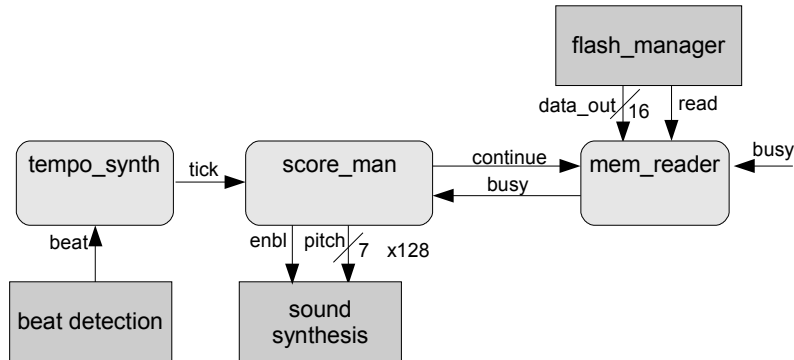 flash_manager
data_out
16
read
tempo_synth
tick
score_man
continue
busy
mem_reader
busy
beat
enbl
pitch
7
x128
beat detection
sound
synthesis